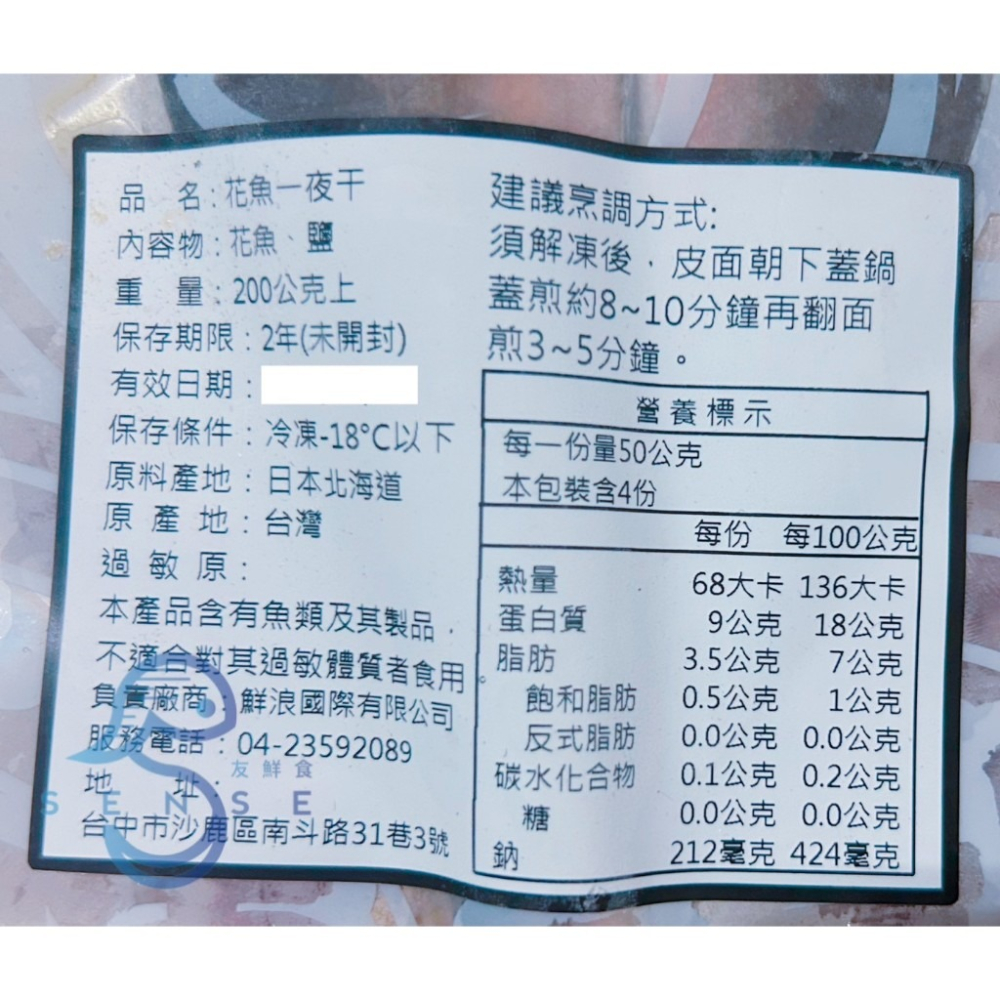 品 名:花魚一夜干
內容物:花魚、鹽
重 量:200公克上
保存期限:2年(未開封)
有效日期:
保存條件:冷凍-18°C以下
原料產地:日本北海道
原產地:台灣
過敏原:
本產品含有魚類及其製品,
不適合對其過敏體質者食用。
負責廠商:鮮浪國際有限公司
服務電話:04-23592089
地 址:
台中市沙鹿區南斗路31巷3號
建議烹調方式:
須解凍後,皮面朝下蓋鍋
蓋煎約8~10分鐘再翻面
煎3~5分鐘。
營養標示
每一份量50公克
本包裝含4份
每份 每100公克
熱量 68大卡 136大卡
蛋白質 9公克 18公克
脂肪 3.5公克 7公克
飽和脂肪 0.5公克 1公克
反式脂肪 0.0公克 0.0公克
碳水化合物 0.1公克 0.2公克
糖 0.0公克 0.0公克
鈉 212毫克 424毫克
友鮮食
SENSE